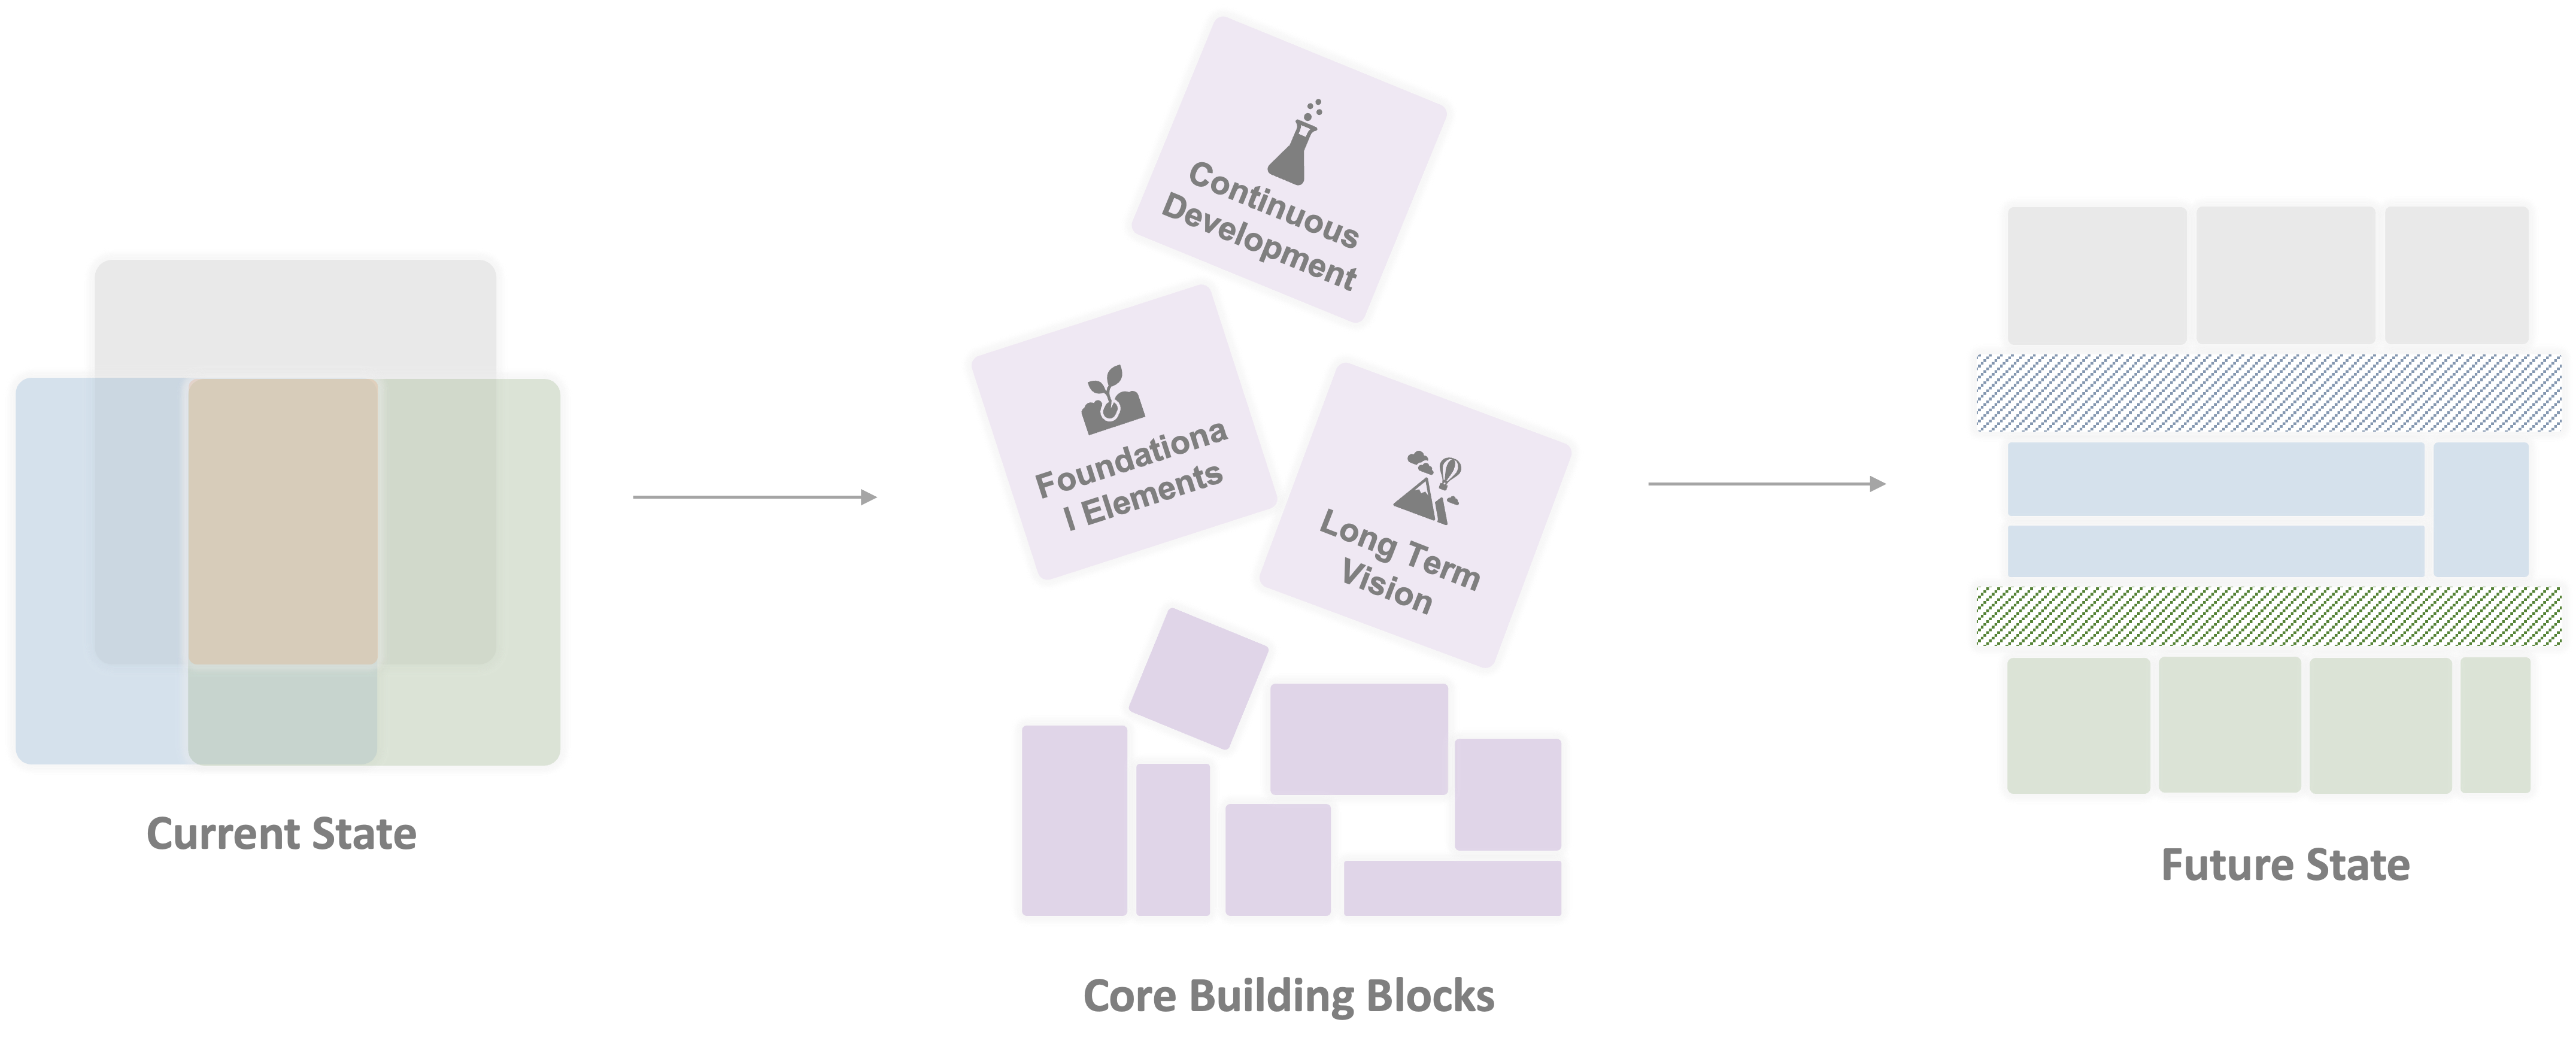 Continuous
Development
Foundationa
l Elements
Long Term
Vision
Current State
Future State
Core Building Blocks